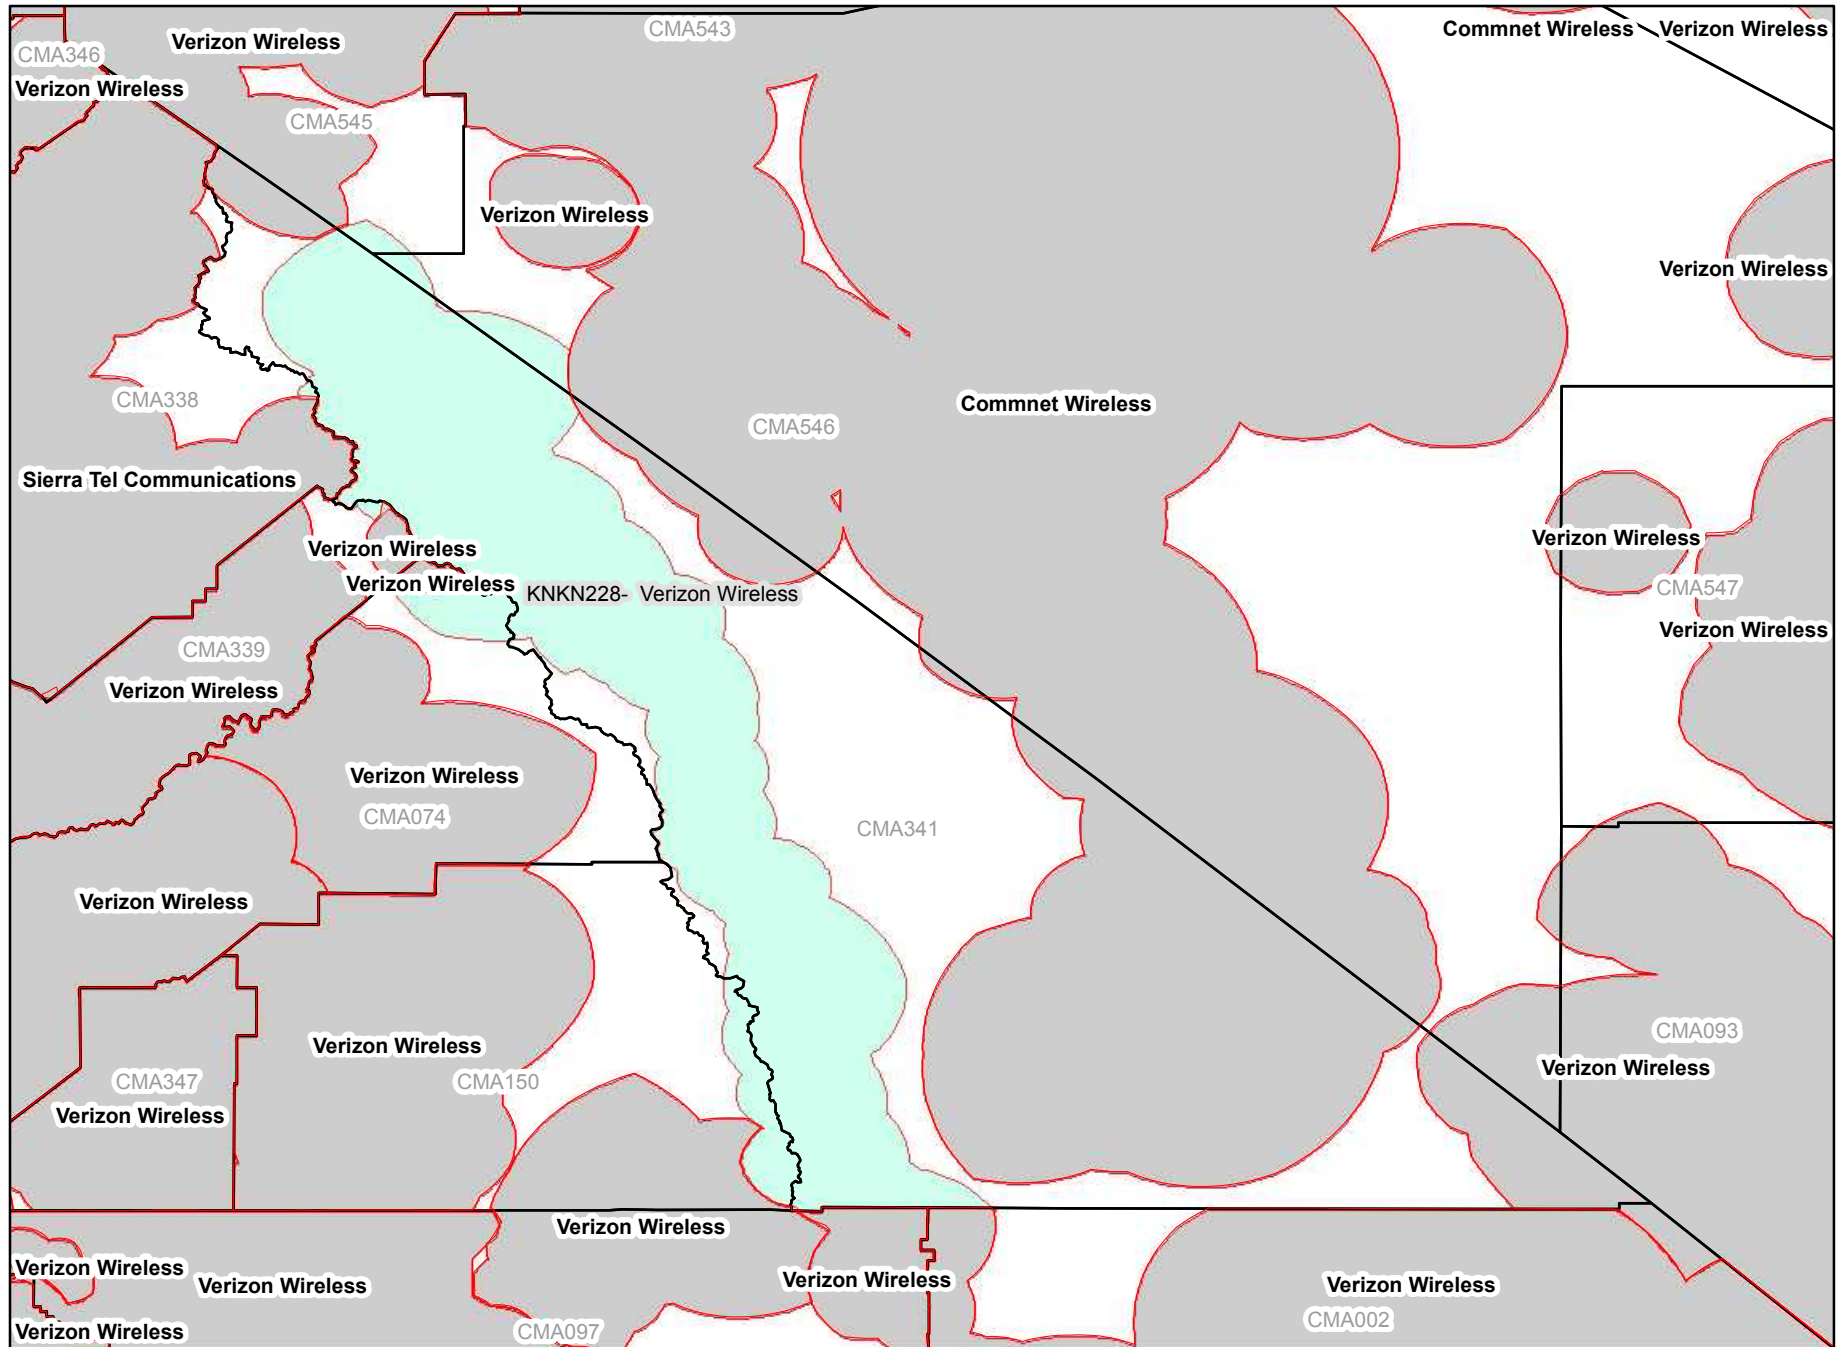 CMA543
Commnet Wireless
Verizon Wireless
Verizon Wireless
CMA346
Verizon Wireless
CMA545
Verizon Wireless
Verizon Wireless
CMA338
Commnet Wireless
CMA546
Sierra Tel Communications
Verizon Wireless
Verizon Wireless
Verizon Wireless
KNKN228- Verizon Wireless
CMA547
Verizon Wireless
CMA339
Verizon Wireless
Verizon Wireless
CMA074
CMA341
Verizon Wireless
CMA093
Verizon Wireless
Verizon Wireless
CMA347
CMA150
Verizon Wireless
Verizon Wireless
Verizon Wireless
Verizon Wireless
Verizon Wireless
Verizon Wireless
CMA002
Verizon Wireless
CMA097